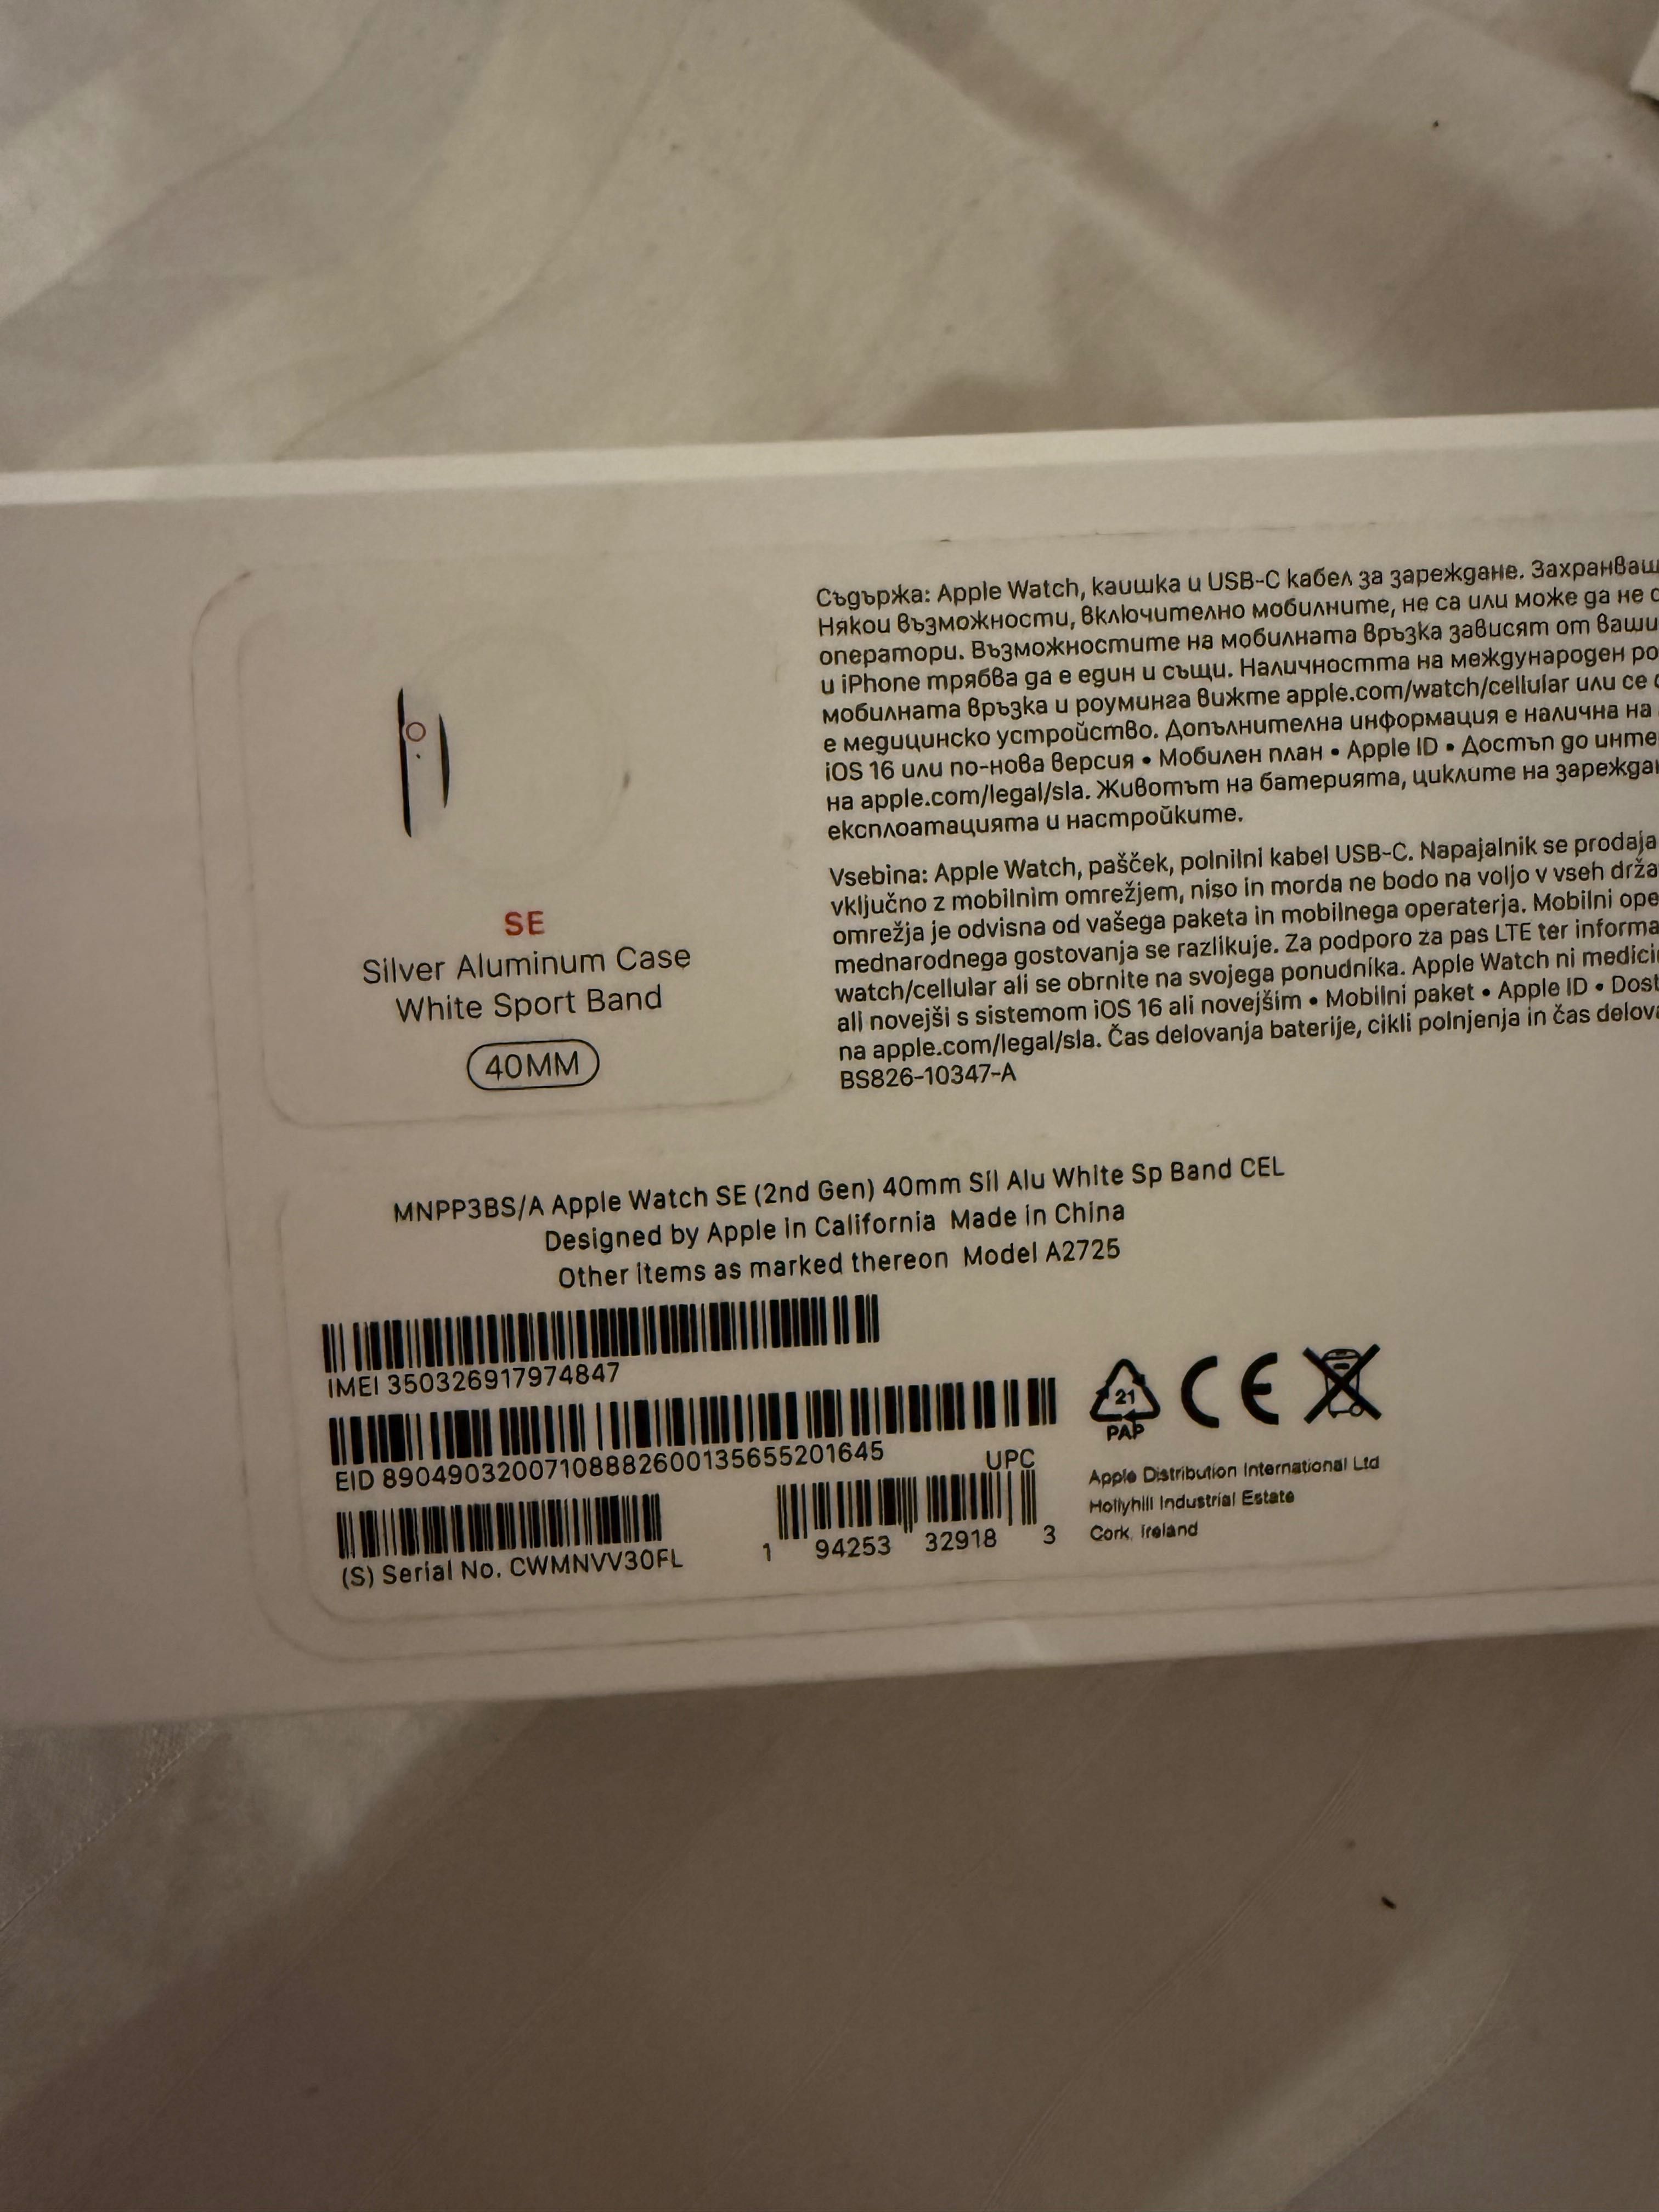 SE
Silver Aluminum Case
White Sport Band
40MM
Съдържа: Apple Watch, каишка и USB-C кабел за зареждане.
Някои възможности, включително мобилните, не са или може да не
оператори. Възможностите на мобилната връзка зависят от
и iPhone трябва да е един и същи. Наличността на международен
мобилната връзка и роуминга вижте apple.com/watch/cellular или се
е медицинско устройство. Допълнителна информация е налична на
iOS 16 или по-нова версия • Мобилен план • Apple ID • Достъп до
на apple.com/legal/sla. Животът на батерията, циклите на
експлоатацията и настройките.
Vsebina: Apple Watch, pašček, polnilni kabel USB-C. Napajalnik se prodaja
vključno z mobilnim omrežjem, niso in morda ne bodo na voljo v vseh
omrežja je odvisna od vašega paketa in mobilnega operaterja. Mobilni
mednarodnega gostovanja se razlikuje. Za podporo za pas LTE ter
watch/cellular ali se obrnite na svojega ponudnika. Apple Watch ni
ali novejši s sistemom iOS 16 ali novejšim • Mobilni paket • Apple ID •
na apple.com/legal/sla. Čas delovanja baterije, cikli polnjenja in čas
BS826-10347-A
MNPP3BS/A Apple Watch SE (2nd Gen) 40mm Sil Alu White Sp Band CEL
Designed by Apple in California Made in China
Other items as marked thereon Model A2725
IMEI 350326917974847
EID 89049032007108882600135655201645
(S) Serial No. CWMNVV30FL
UPC
1 94253 32918 3
21
PAP
CE
Apple Distribution International Ltd
Hollyhill Industrial Estate
Cork, Ireland